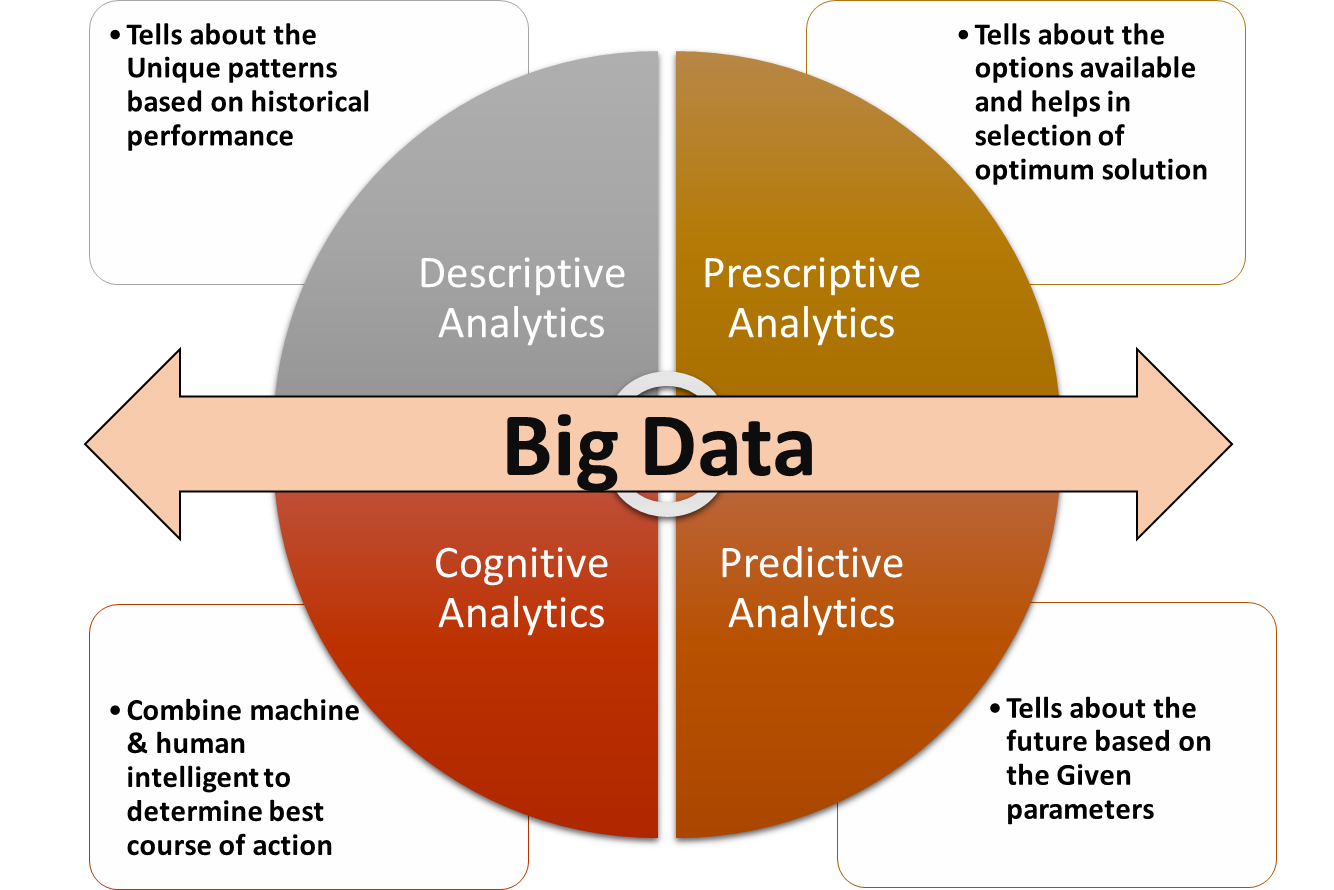 • Tells about the
Unique patterns
based on historical
performance
• Tells about the
options available
and helps in
selection of
optimum solution
Descriptive
Analytics
Prescriptive
Analytics
Big Data
Cognitive
Analytics
Predictive
Analytics
• Combine machine
& human
intelligent to
determine best
course of action
• Tells about the
future based on
the Given
parameters